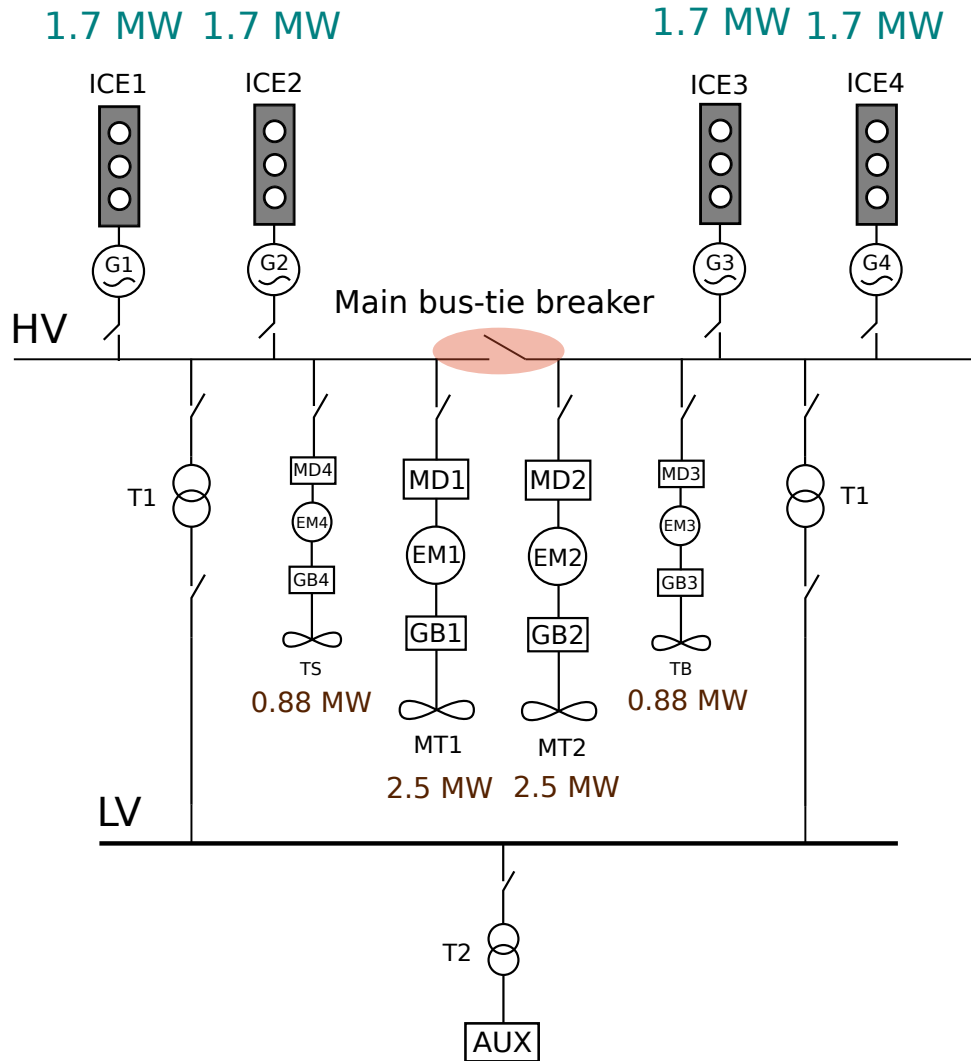 1.7 MW 1.7 MW 1.7 MW 1.7 MW
ICE1 ICE2 ICE3 ICE4
G1 G2 G3 G4
Main bus-tie breaker
HV
MD4 MD1 MD2 MD3
T1 T1
EM4 EM1 EM2 EM3
GB4 GB1 GB2 GB3
TS TB
0.88 MW 0.88 MW
MT1 MT2
2.5 MW 2.5 MW
LV
T2
AUX